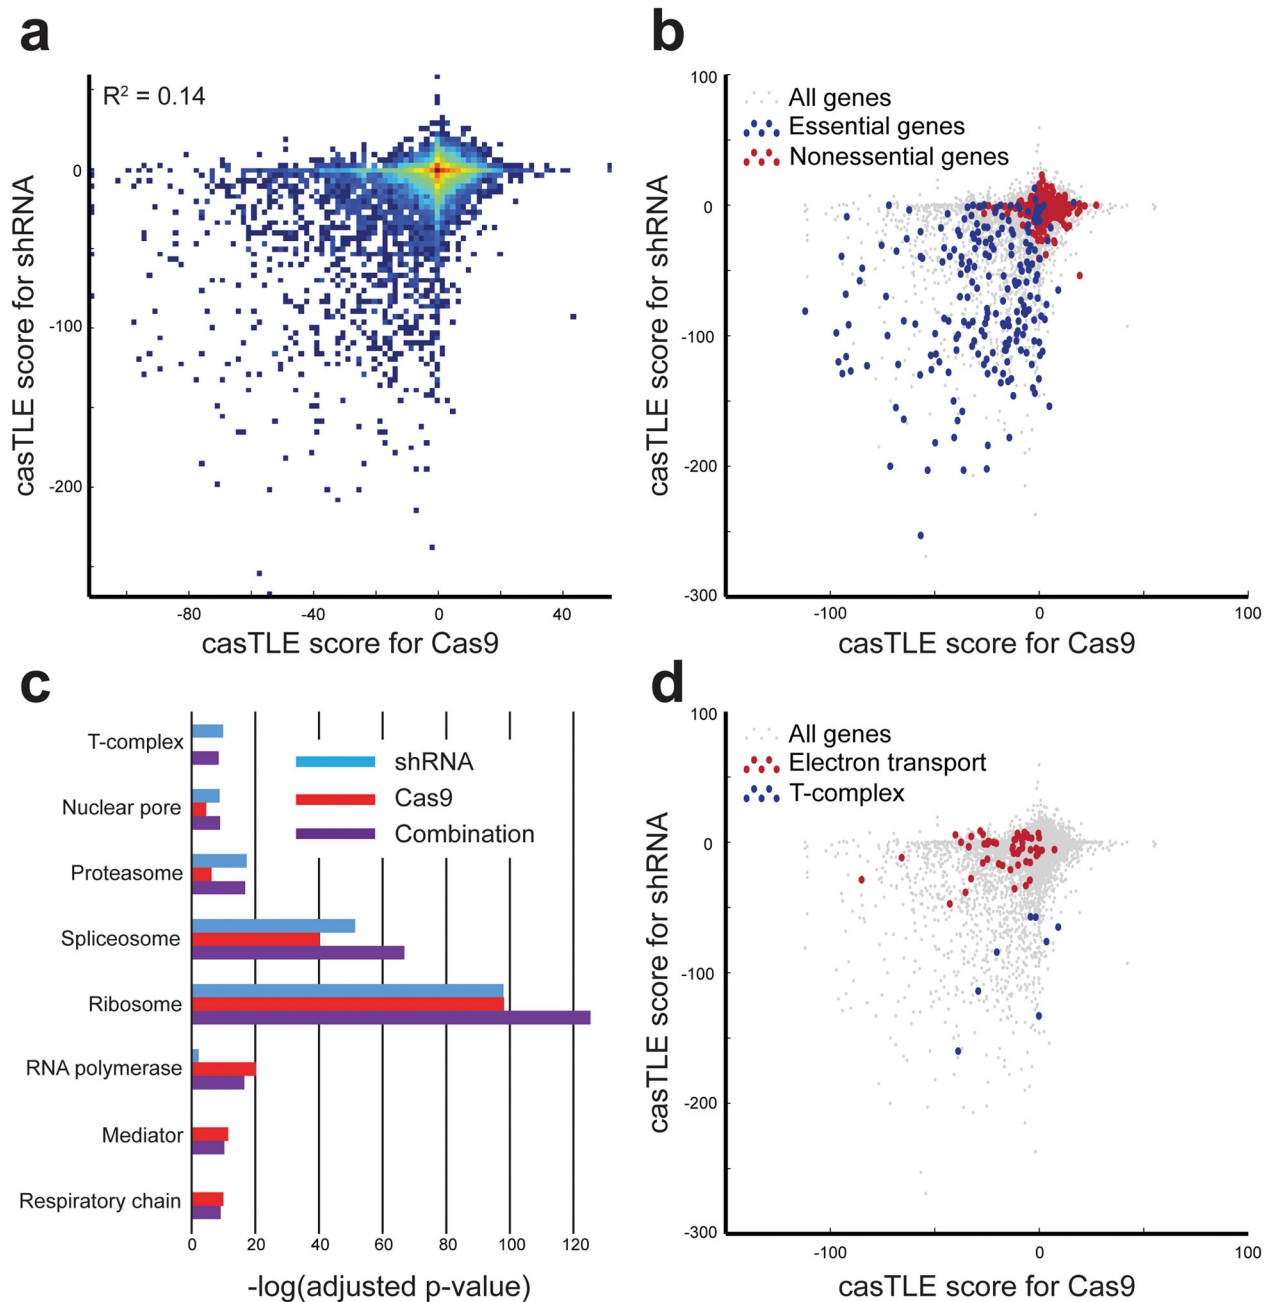 a
R² = 0.14
0
-100
-200
casTLE score for shRNA
-80
-40
0
40
casTLE score for Cas9
b
100
0
-100
-200
-300
casTLE score for shRNA
All genes
Essential genes
Nonessential genes
-100
0
100
casTLE score for Cas9
c
T-complex
Nuclear pore
Proteasome
Spliceosome
Ribosome
RNA polymerase
Mediator
Respiratory chain
shRNA
Cas9
Combination
0
20
40
60
80
100
120
-log(adjusted p-value)
d
100
0
-100
-200
-300
casTLE score for shRNA
All genes
Electron transport
T-complex
-100
0
100
casTLE score for Cas9